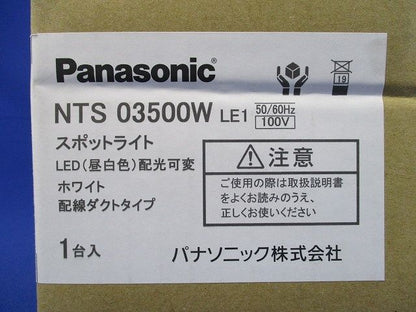 Panasonic®
19
NTS 03500W LE1 50/60Hz 100V
スポットライト
LED(昼白色)配光可変
ホワイト
配線ダクトタイプ
注意
ご使用の際は取扱説明書
をよくお読みのうえ、
正しくお使いください
1台入
パナソニック株式会社